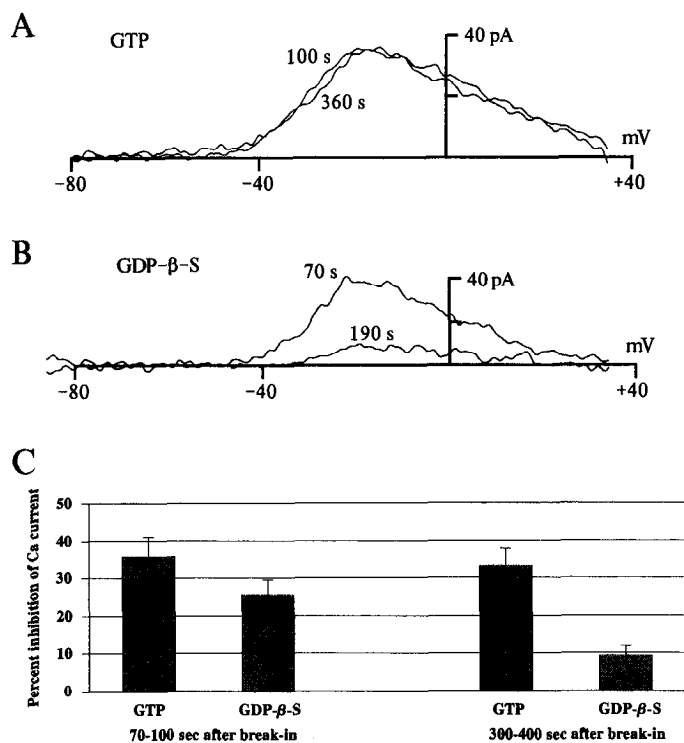 A
GTP
40 pA
100 s
360 s
mV
−80
−40
+40
B
GDP-β-S
40 pA
70 s
190 s
mV
−80
−40
+40
C
Percent inhibition of Ca current
50
40
30
20
10
0
GTP GDP-β-S GTP GDP-β-S
70-100 sec after break-in 300-400 sec after break-in